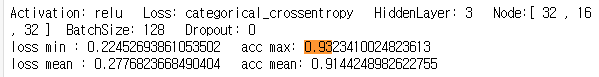 Activation: relu  Loss: categorical_crossentropy  HiddenLayer: 3  Node:[ 32 , 16
, 32 ]  BatchSize: 128  Dropout: 0
loss min : 0.22452693861053502  acc max: 0.9323410024823613
loss mean : 0.2776823668490404  acc mean: 0.9144248982622755